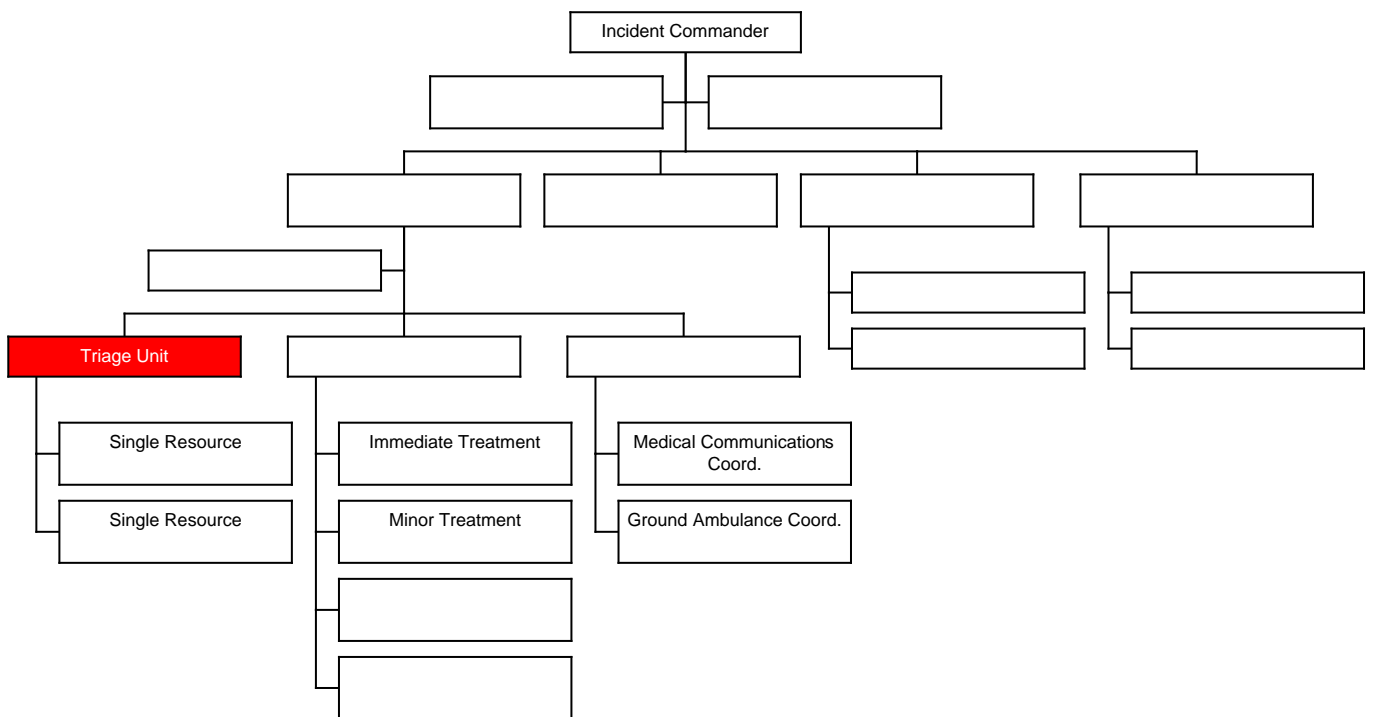 Incident Commander
Triage Unit
Single Resource
Immediate Treatment
Medical Communications
Coord.
Single Resource
Minor Treatment
Ground Ambulance Coord.